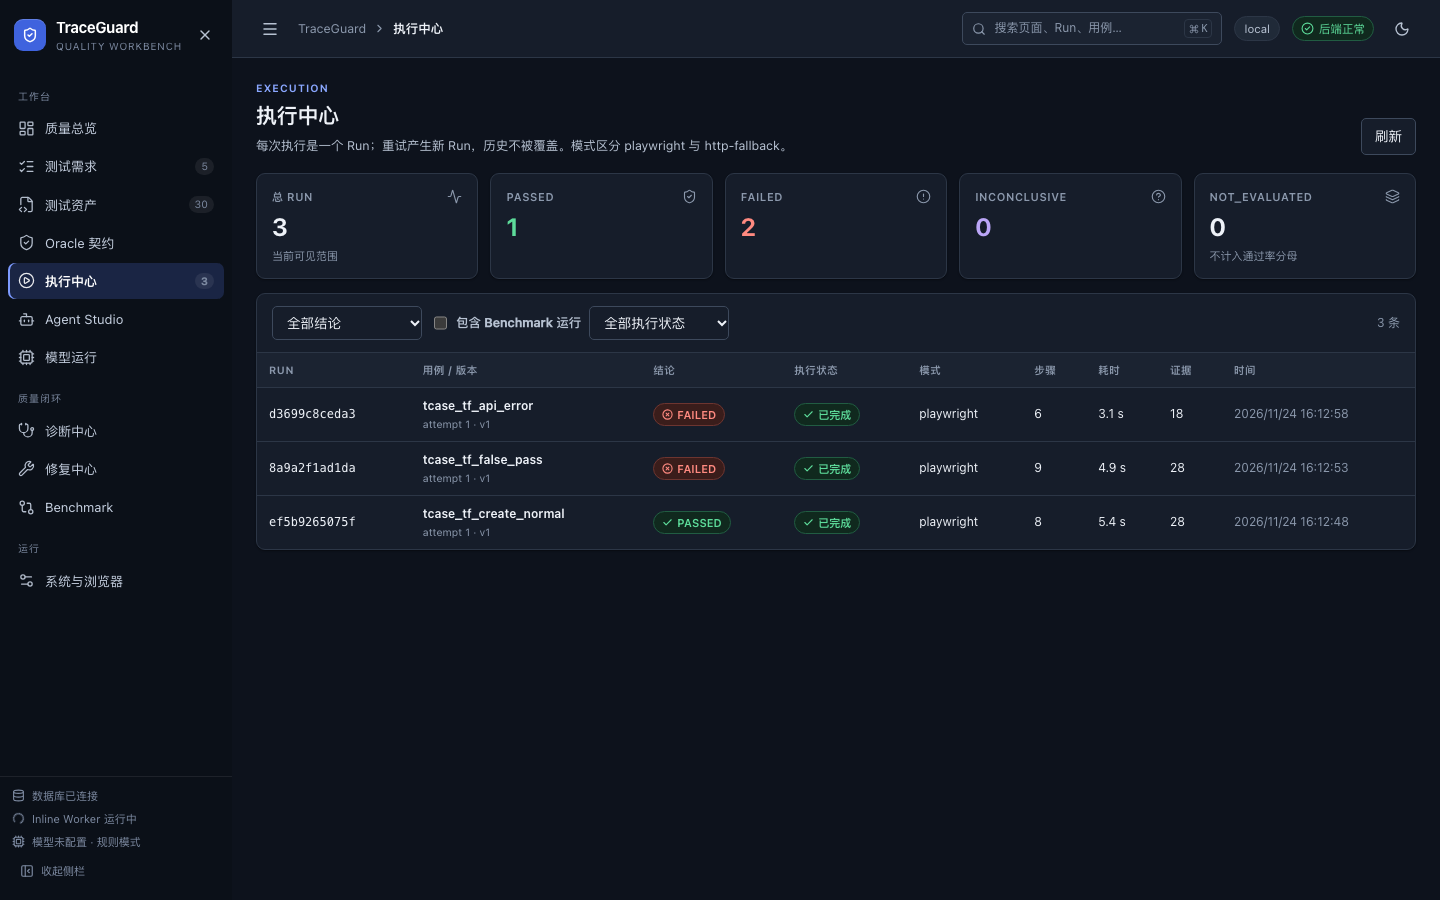 TraceGuard
QUALITY WORKBENCH
工作台
质量总览
测试需求 5
测试资产 30
Oracle 契约
执行中心 3
Agent Studio
模型运行
质量闭环
诊断中心
修复中心
Benchmark
运行
系统与浏览器
数据库已连接
Inline Worker 运行中
模型未配置 · 规则模式
收起侧栏
TraceGuard > 执行中心
搜索页面、Run、用例... ⌘ K
local
后端正常
EXECUTION
执行中心
每次执行是一个 Run；重试产生新 Run，历史不被覆盖。模式区分 playwright 与 http-fallback。
刷新
总 RUN
3
当前可见范围
PASSED
1
FAILED
2
INCONCLUSIVE
0
NOT_EVALUATED
0
不计入通过率分母
全部结论 包含 Benchmark 运行 全部执行状态 3 条
RUN 用例 / 版本 结论 执行状态 模式 步骤 耗时 证据 时间
d3699c8ceda3 tcase_tf_api_error FAILED 已完成 playwright 6 3.1 s 18 2026/11/24 16:12:58
attempt 1 · v1
8a9a2f1ad1da tcase_tf_false_pass FAILED 已完成 playwright 9 4.9 s 28 2026/11/24 16:12:53
attempt 1 · v1
ef5b9265075f tcase_tf_create_normal PASSED 已完成 playwright 8 5.4 s 28 2026/11/24 16:12:48
attempt 1 · v1